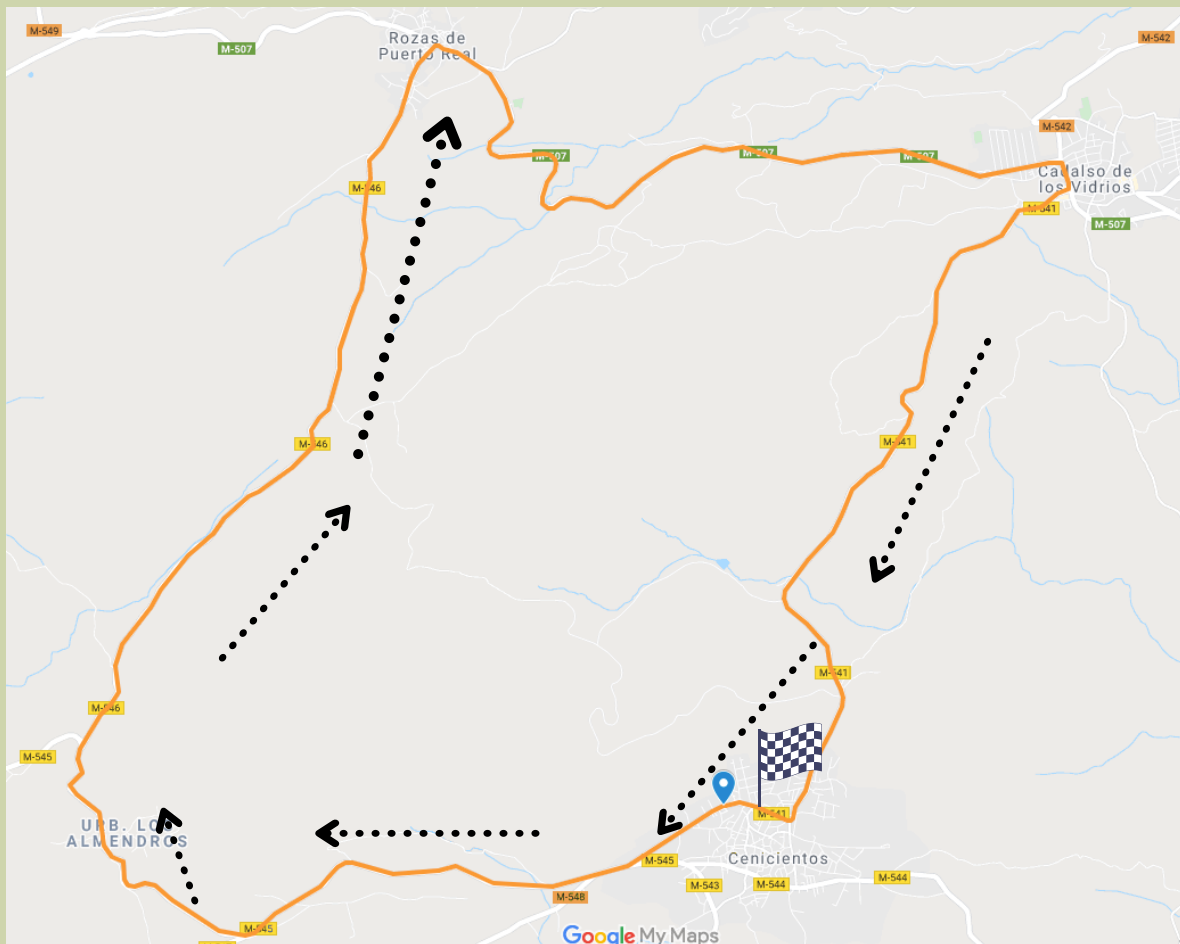 M-549
M-507
Rozas de
Puerto Real
M-542
M-542
M-507
M-507
M-507
Cadalso de
los Vidrios
M-546
M-541
M-507
M-546
M-541
M-541
M-546
M-545
URB. LOS
ALMENDROS
M-541
Cenicientos
M-545
M-543
M-544
M-544
M-548
M-545
Google My Maps